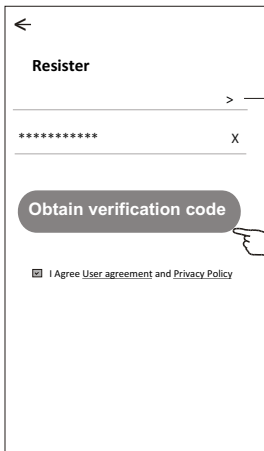 Resister
>
*********** X
Obtain verification code
I Agree User agreement and Privacy Policy